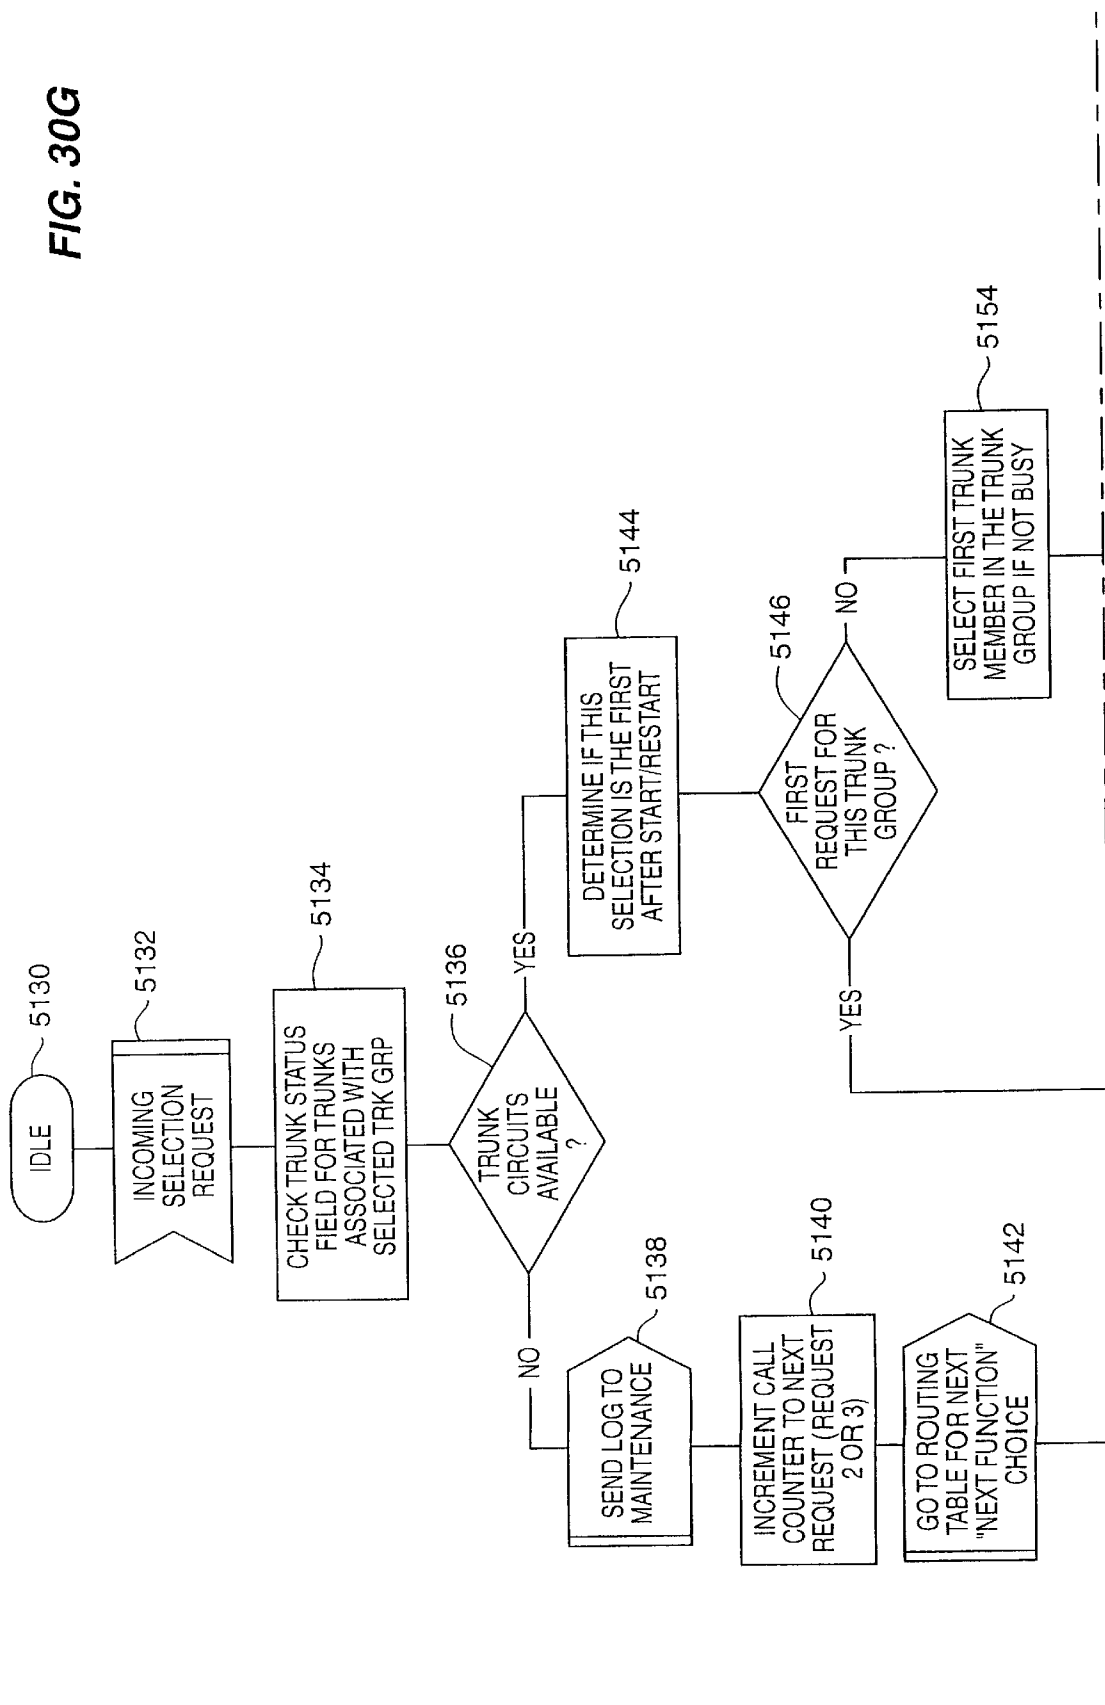 FIG. 30G
IDLE
5130
INCOMING
SELECTION
REQUEST
5132
CHECK TRUNK STATUS
FIELD FOR TRUNKS
ASSOCIATED WITH
SELECTED TRK GRP
5134
TRUNK
CIRCUITS
AVAILABLE
?
5136
NO
YES
SEND LOG TO
MAINTENANCE
5138
INCREMENT CALL
COUNTER TO NEXT
REQUEST (REQUEST
2 OR 3)
5140
GO TO ROUTING
TABLE FOR NEXT
"NEXT FUNCTION"
CHOICE
5142
DETERMINE IF THIS
SELECTION IS THE FIRST
AFTER START/RESTART
5144
FIRST
REQUEST FOR
THIS TRUNK
GROUP ?
5146
YES
NO
SELECT FIRST TRUNK
MEMBER IN THE TRUNK
GROUP IF NOT BUSY
5154